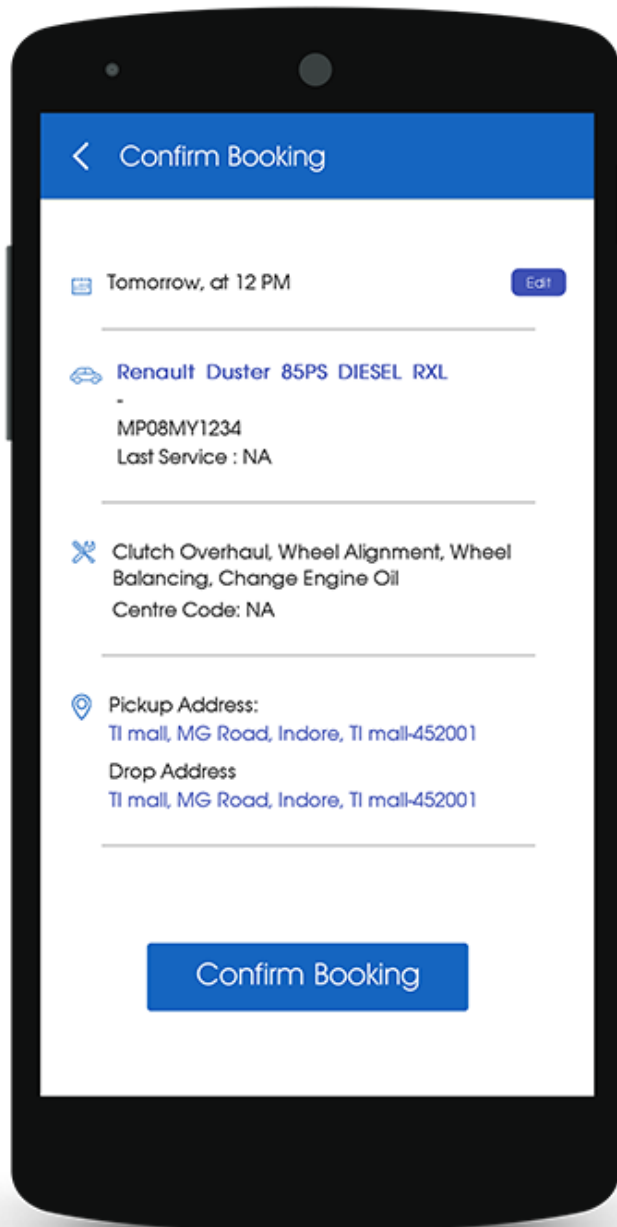 Confirm Booking
Tomorrow, at 12 PM
Edit
Renault Duster 85PS DIESEL RXL
-
MP08MY1234
Last Service : NA
Clutch Overhaul, Wheel Alignment, Wheel
Balancing, Change Engine Oil
Centre Code: NA
Pickup Address:
TI mall, MG Road, Indore, TI mall-452001
Drop Address
TI mall, MG Road, Indore, TI mall-452001
Confirm Booking